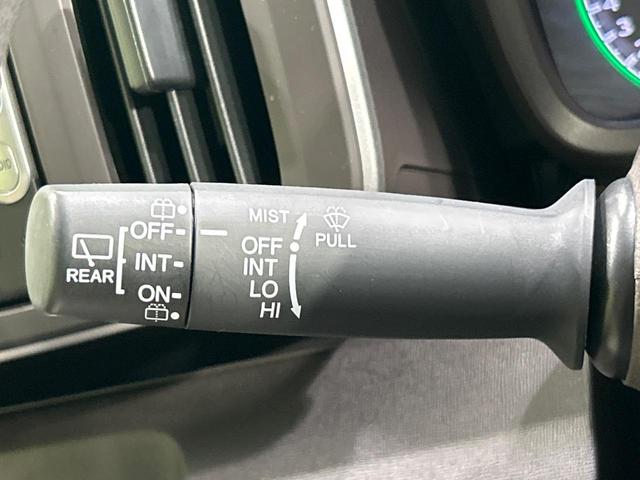 MIST
OFF
PULL
OFF
REAR
INT
INT
ON
LO
HI